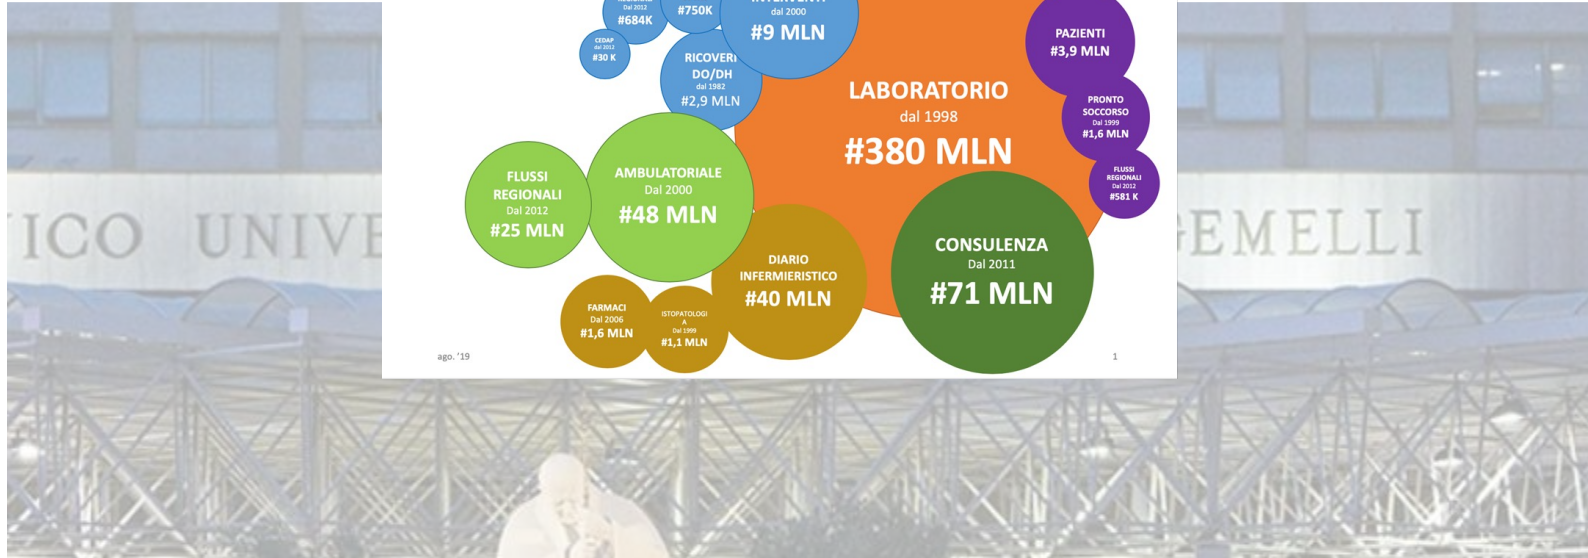 Dal 2012
#684K
#750K
dal 2000
#9 MLN
CEDAP
dal 2012
#30 K
RICOVERI
DO/DH
dal 1982
#2,9 MLN
LABORATORIO
dal 1998
#380 MLN
PAZIENTI
#3,9 MLN
PRONTO
SOCCORSO
Dal 1999
#1,6 MLN
FLUSSI
REGIONALI
Dal 2012
#581 K
FLUSSI
REGIONALI
Dal 2012
#25 MLN
AMBULATORIALE
Dal 2000
#48 MLN
ICO UNIVE
GEMELLI
DIARIO
INFERMIERISTICO
#40 MLN
CONSULENZA
Dal 2011
#71 MLN
FARMACI
Dal 2006
#1,6 MLN
ISTOPATOLOGI
A
Dal 1999
#1,1 MLN
ago. '19
1